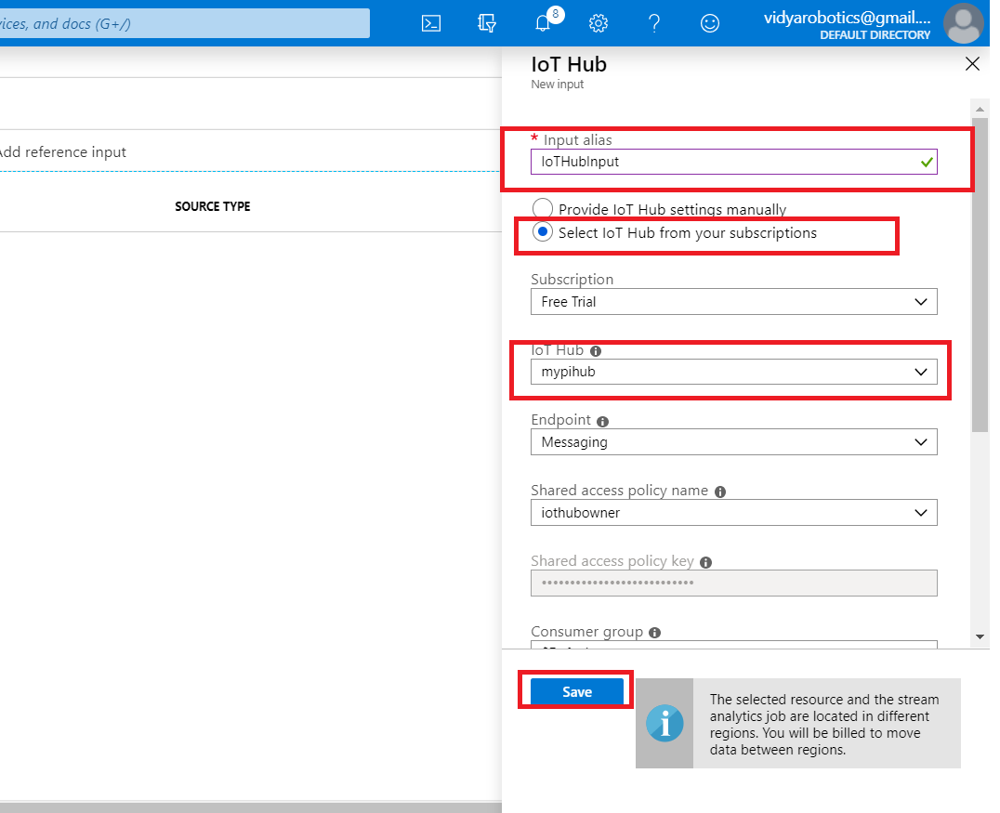 vices, and docs (G+/)
8
vidyarobotics@gmail....
DEFAULT DIRECTORY
IoT Hub
New input
Add reference input
SOURCE TYPE
* Input alias
IoTHubInput
Provide IoT Hub settings manually
Select IoT Hub from your subscriptions
Subscription
Free Trial
IoT Hub
mypihub
Endpoint
Messaging
Shared access policy name
iothubowner
Shared access policy key
•••••••••••••••••••••••••••
Consumer group
Save
The selected resource and the stream
analytics job are located in different
regions. You will be billed to move
data between regions.